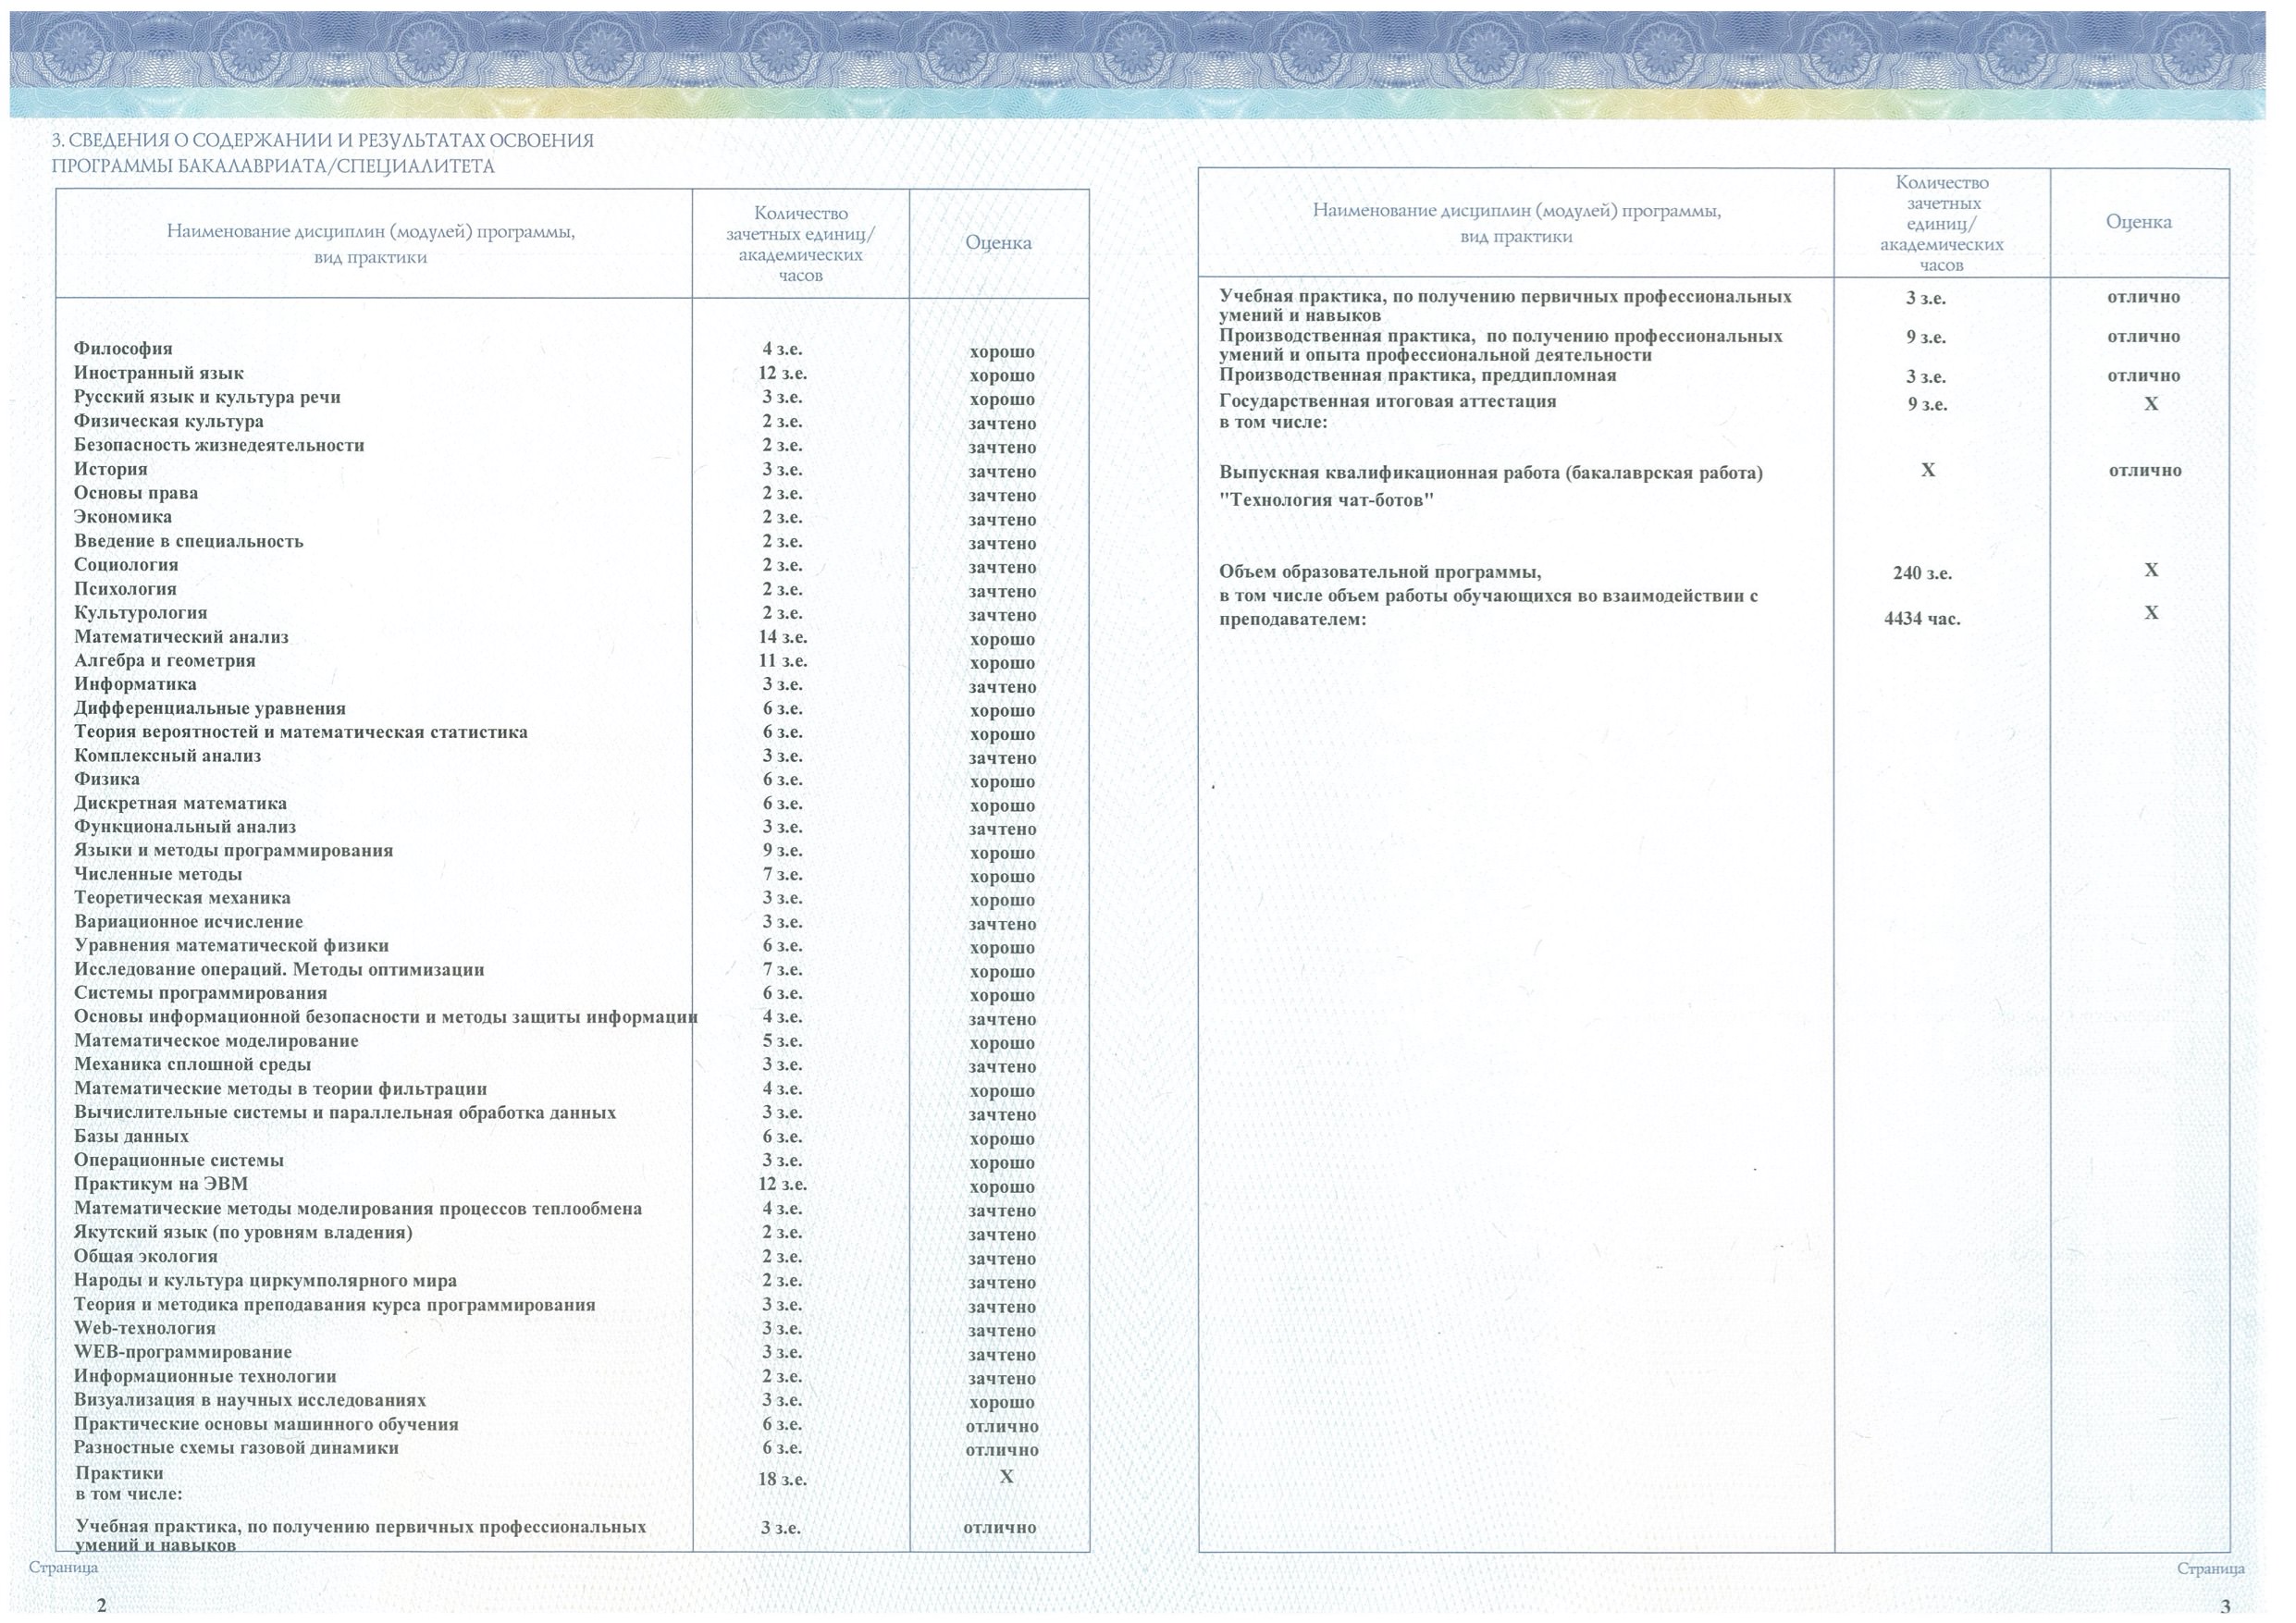 3. СВЕДЕНИЯ О СОДЕРЖАНИИ И РЕЗУЛЬТАТАХ ОСВОЕНИЯ
ПРОГРАММЫ БАКАЛАВРИАТА/СПЕЦИАЛИТЕТА
Наименование дисциплин (модулей) программы,
вид практики
Количество
зачетных единиц/
академических
часов
Оценка
Философия 4 з.е. хорошо
Иностранный язык 12 з.е. хорошо
Русский язык и культура речи 3 з.е. хорошо
Физическая культура 2 з.е. зачтено
Безопасность жизнедеятельности 2 з.е. зачтено
История 3 з.е. зачтено
Основы права 2 з.е. зачтено
Экономика 2 з.е. зачтено
Введение в специальность 2 з.е. зачтено
Социология 2 з.е. зачтено
Психология 2 з.е. зачтено
Культурология 2 з.е. зачтено
Математический анализ 14 з.е. хорошо
Алгебра и геометрия 11 з.е. хорошо
Информатика 3 з.е. зачтено
Дифференциальные уравнения 6 з.е. хорошо
Теория вероятностей и математическая статистика 6 з.е. хорошо
Комплексный анализ 3 з.е. зачтено
Физика 6 з.е. хорошо
Дискретная математика 6 з.е. хорошо
Функциональный анализ 3 з.е. зачтено
Языки и методы программирования 9 з.е. хорошо
Численные методы 7 з.е. хорошо
Теоретическая механика 3 з.е. хорошо
Вариационное исчисление 3 з.е. зачтено
Уравнения математической физики 6 з.е. хорошо
Исследование операций. Методы оптимизации 7 з.е. хорошо
Системы программирования 6 з.е. хорошо
Основы информационной безопасности и методы защиты информации 4 з.е. зачтено
Математическое моделирование 5 з.е. хорошо
Механика сплошной среды 3 з.е. зачтено
Математические методы в теории фильтрации 4 з.е. хорошо
Вычислительные системы и параллельная обработка данных 3 з.е. зачтено
Базы данных 6 з.е. хорошо
Операционные системы 3 з.е. хорошо
Практикум на ЭВМ 12 з.е. хорошо
Математические методы моделирования процессов теплообмена 4 з.е. зачтено
Якутский язык (по уровням владения) 2 з.е. зачтено
Общая экология 2 з.е. зачтено
Народы и культура циркумполярного мира 2 з.е. зачтено
Теория и методика преподавания курса программирования 3 з.е. зачтено
Web-технология 3 з.е. зачтено
WEB-программирование 3 з.е. зачтено
Информационные технологии 2 з.е. зачтено
Визуализация в научных исследованиях 3 з.е. хорошо
Практические основы машинного обучения 6 з.е. отлично
Разностные схемы газовой динамики 6 з.е. отлично
Практики 18 з.е. X
в том числе:
Учебная практика, по получению первичных профессиональных 3 з.е. отлично
умений и навыков
Страница
2
Наименование дисциплин (модулей) программы,
вид практики
Количество
зачетных
единиц/
академических
часов
Оценка
Учебная практика, по получению первичных профессиональных 3 з.е. отлично
умений и навыков
Производственная практика, по получению профессиональных 9 з.е. отлично
умений и опыта профессиональной деятельности
Производственная практика, преддипломная 3 з.е. отлично
Государственная итоговая аттестация 9 з.е. X
в том числе:
Выпускная квалификационная работа (бакалаврская работа) X отлично
"Технология чат-ботов"
Объем образовательной программы, 240 з.е. X
в том числе объем работы обучающихся во взаимодействии с
преподавателем: 4434 час. X
Страница
3